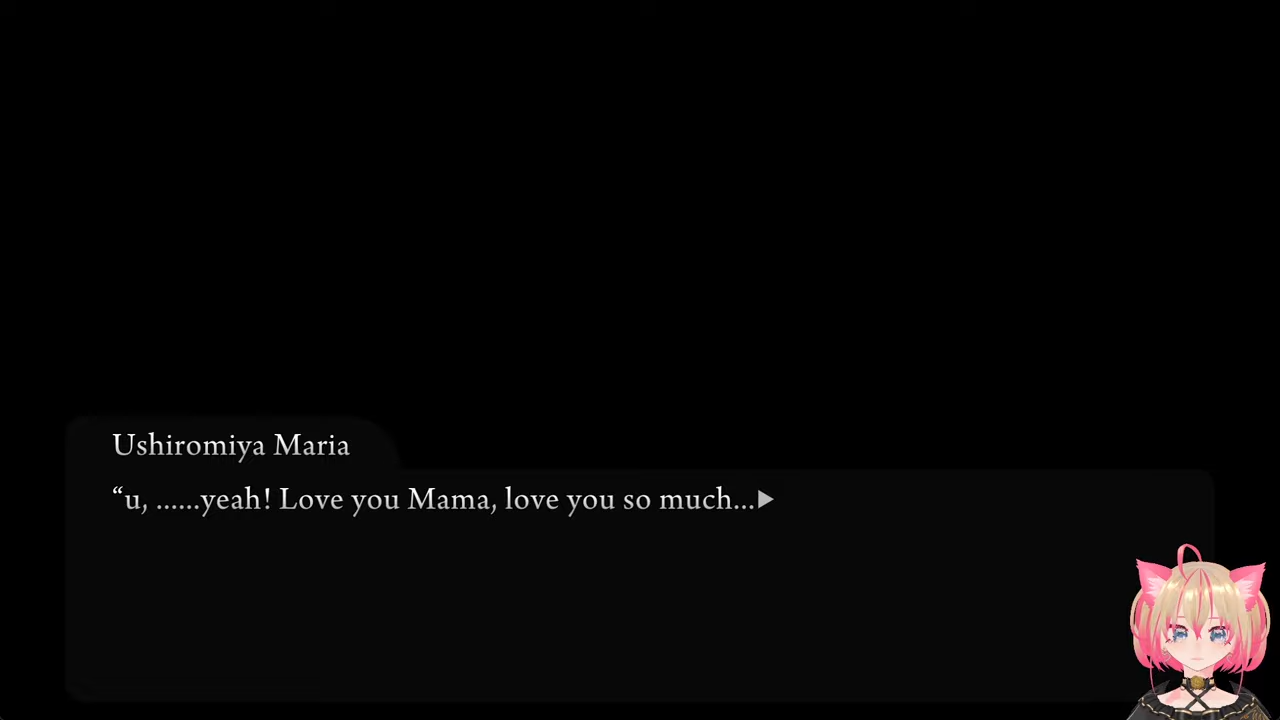 Ushiromiya Maria
“u, ......yeah! Love you Mama, love you so much...▶